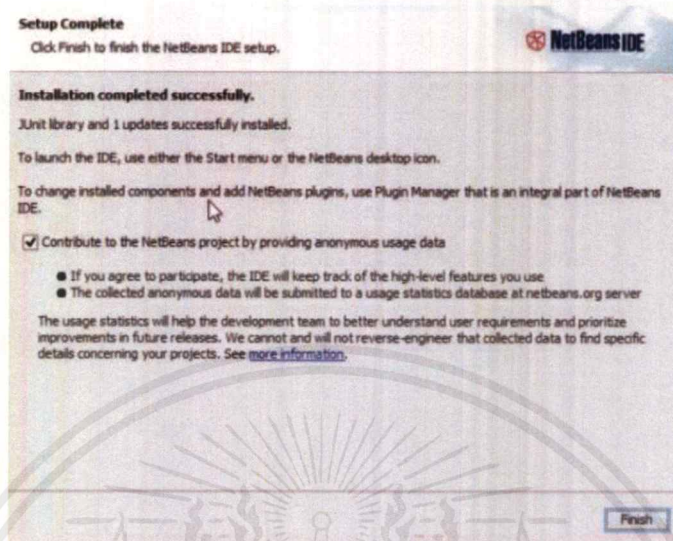 Setup Complete
Click Finish to finish the NetBeans IDE setup.
NetBeans IDE
Installation completed successfully.
JUnit library and 1 updates successfully installed.
To launch the IDE, use either the Start menu or the NetBeans desktop icon.
To change installed components and add NetBeans plugins, use Plugin Manager that is an integral part of NetBeans
IDE.
Contribute to the NetBeans project by providing anonymous usage data
If you agree to participate, the IDE will keep track of the high-level features you use
The collected anonymous data will be submitted to a usage statistics database at netbeans.org server
The usage statistics will help the development team to better understand user requirements and prioritize
improvements in future releases. We cannot and will not reverse-engineer that collected data to find specific
details concerning your projects. See more information.
Finish